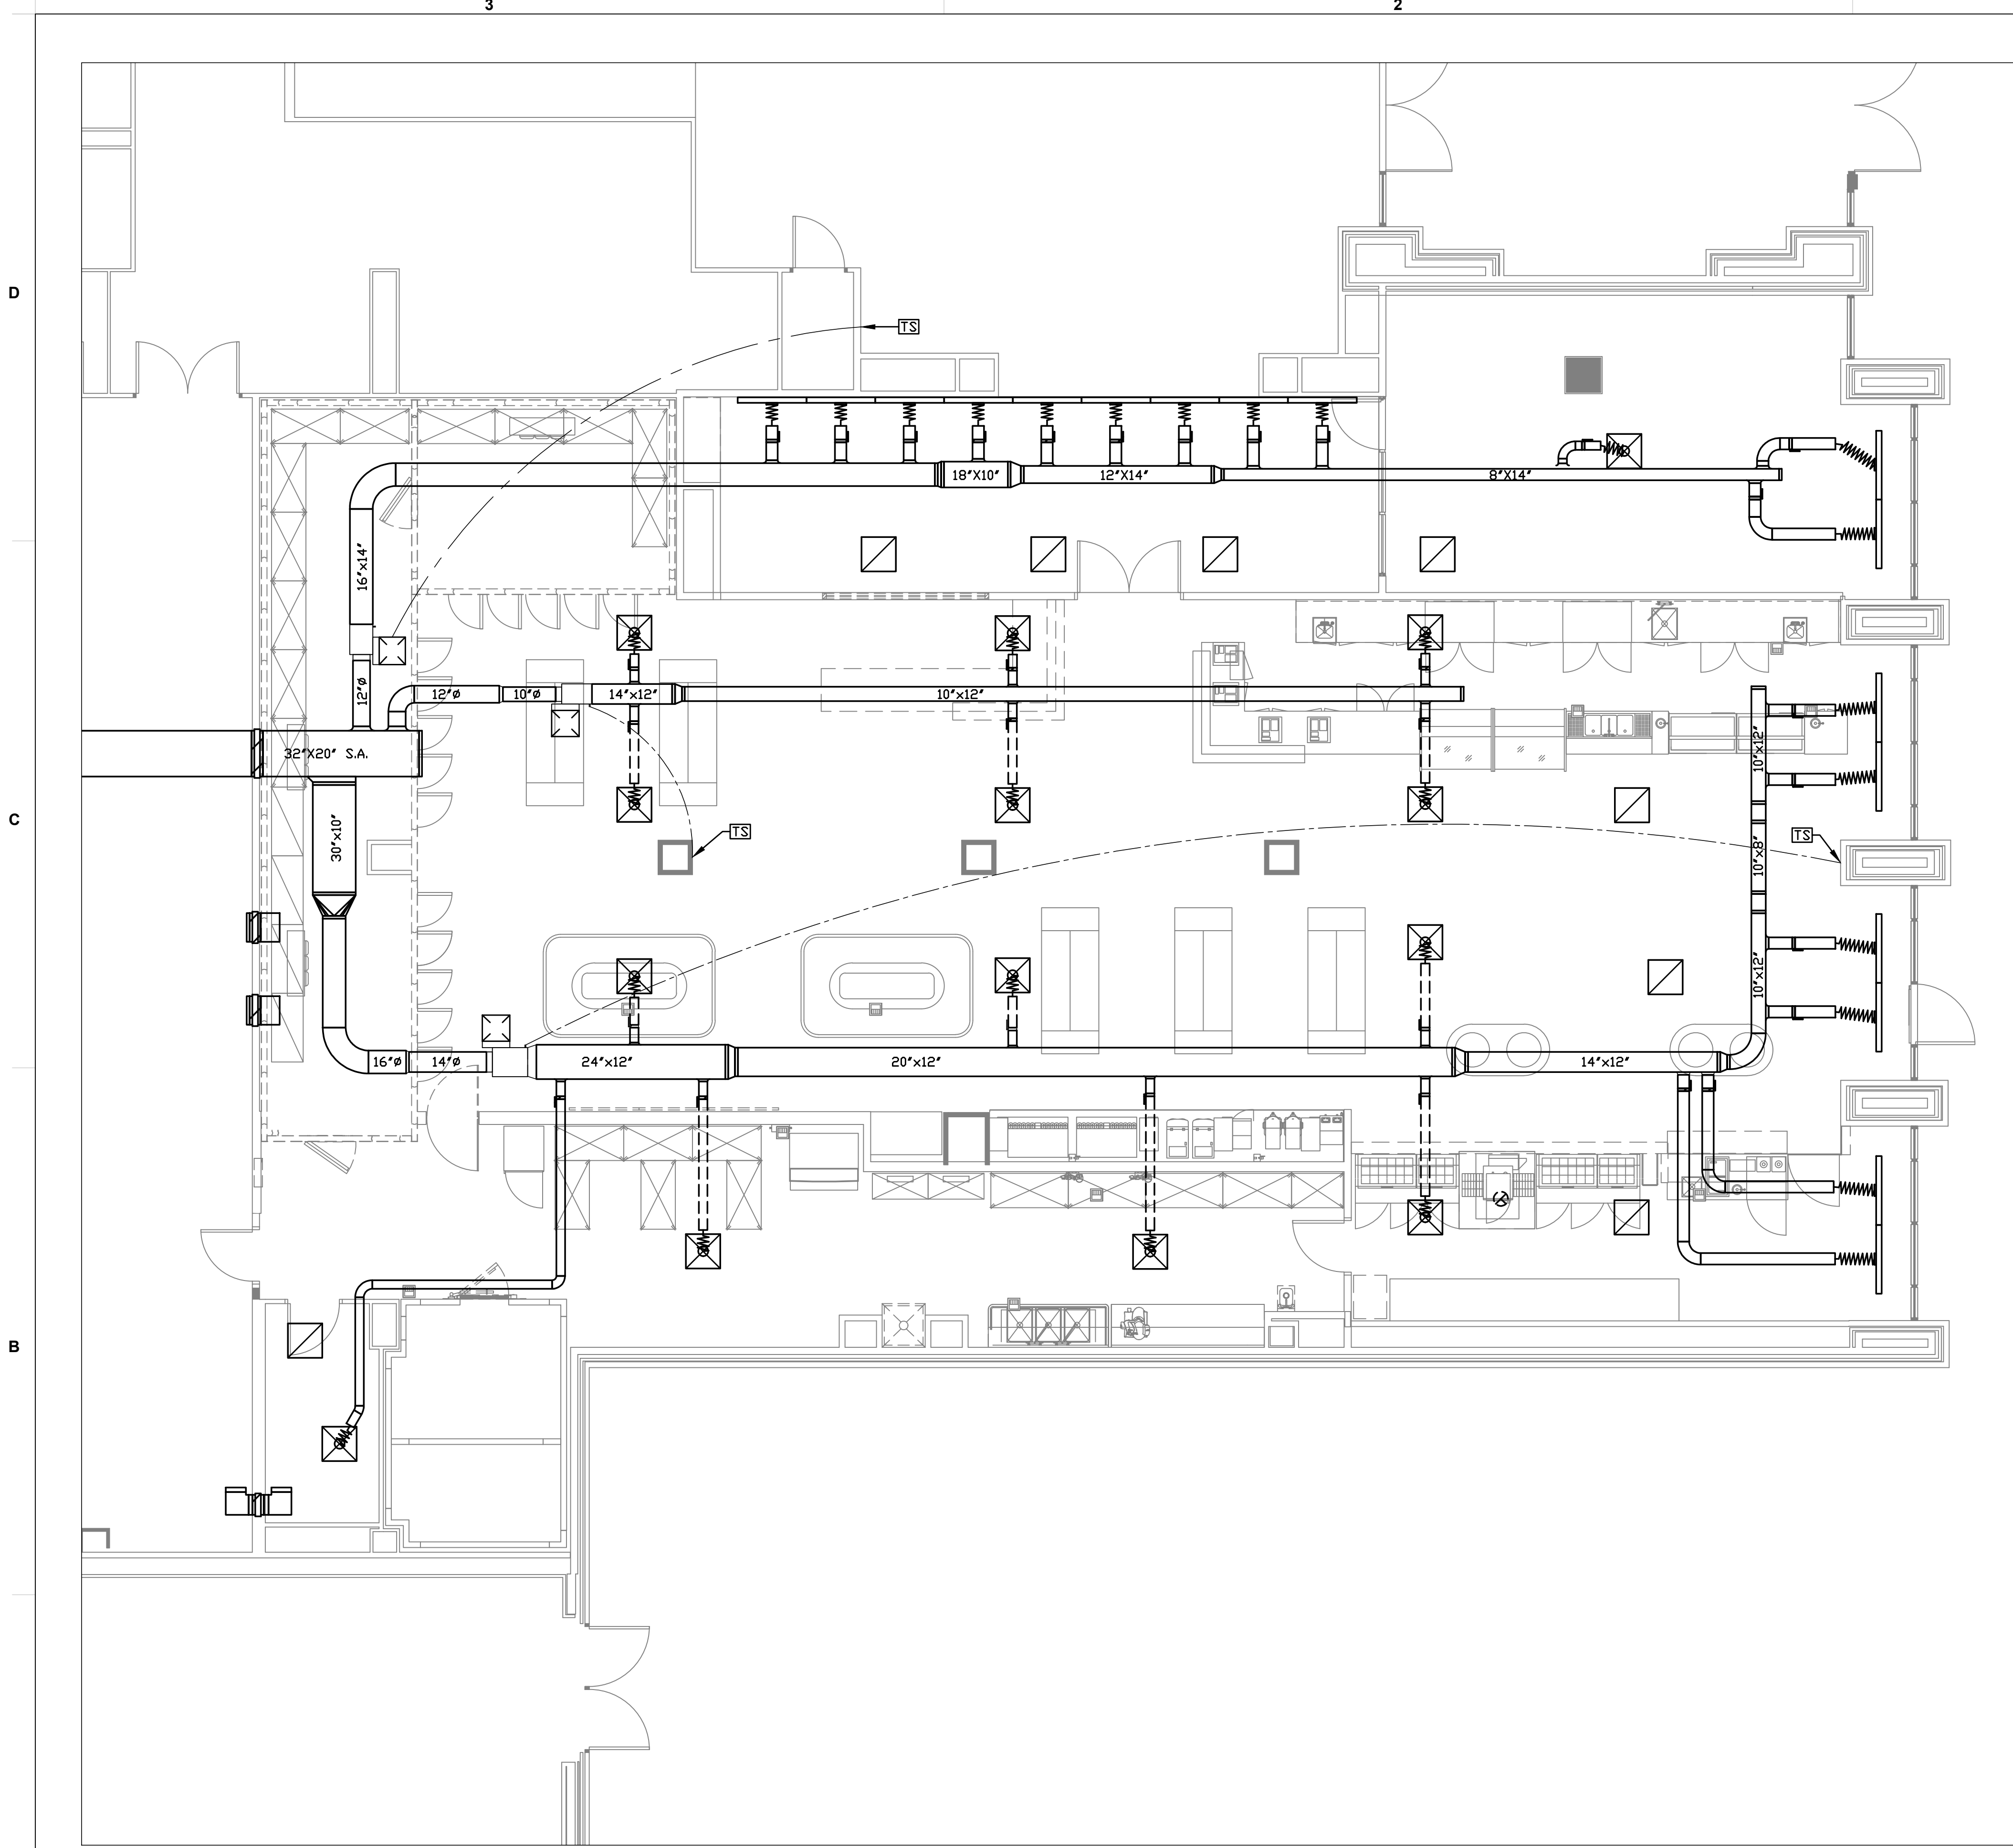 3
2
D
TS
18"X10"
12"X14"
8"X14"
16"x14"
12"ø
12"ø
10"ø
14"x12"
10"x12"
32"X20" S.A.
10"x12"
30"x10"
TS
TS
10"x8"
C
10"x12"
16"ø
14"ø
24"x12"
20"x12"
14"x12"
B